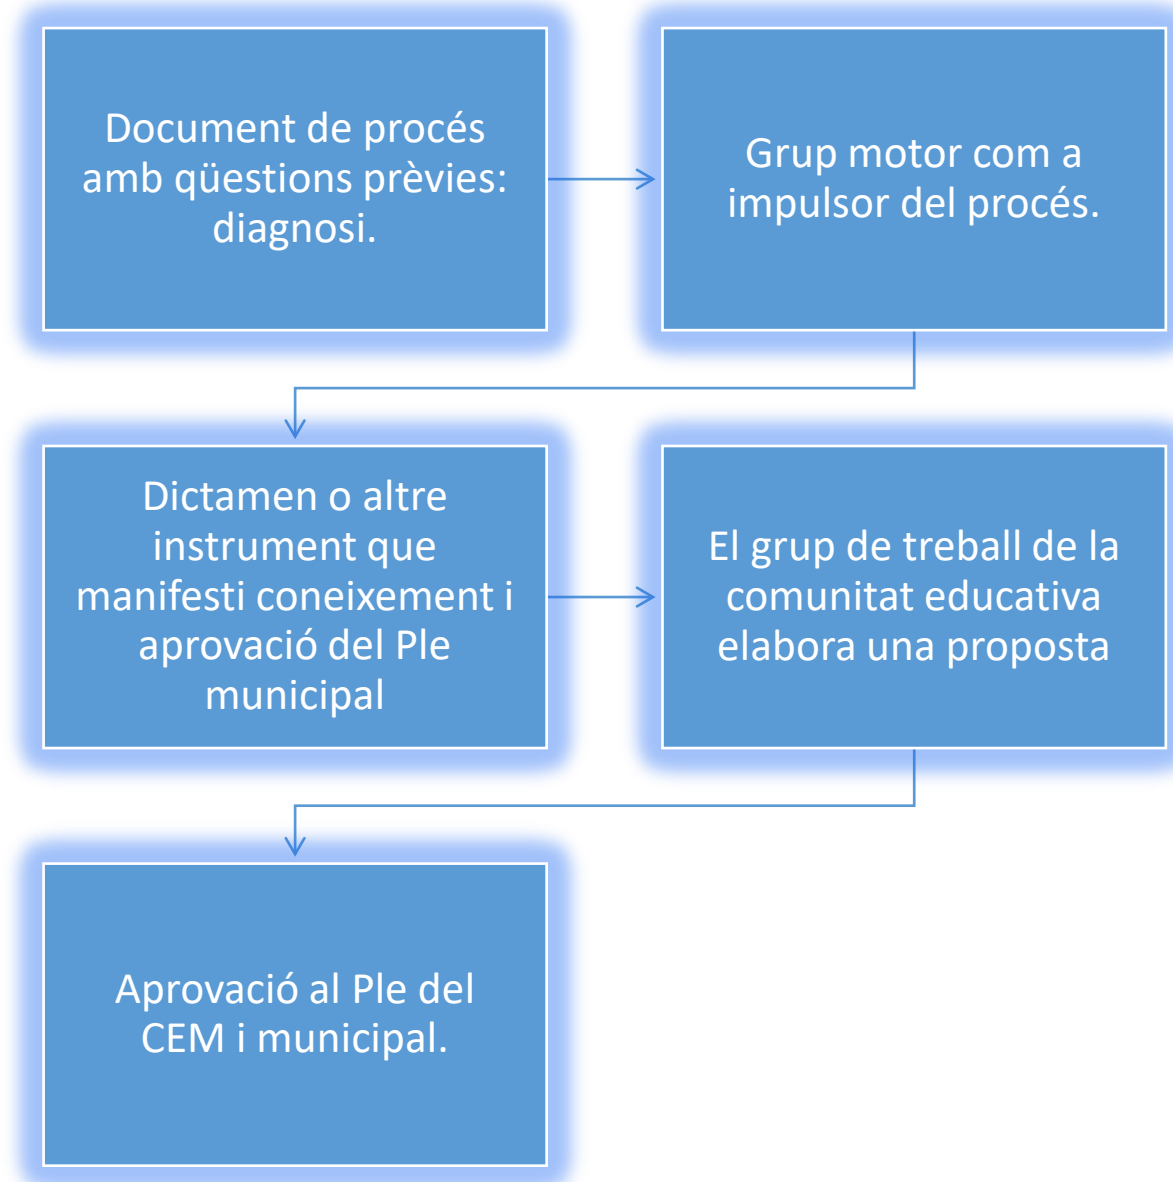 Document de procés
amb qüestions prèvies:
diagnosi.
Grup motor com a
impulsor del procés.
Dictamen o altre
instrument que
manifesti coneixement i
aprovació del Ple
municipal
El grup de treball de la
comunitat educativa
elabora una proposta
Aprovació al Ple del
CEM i municipal.